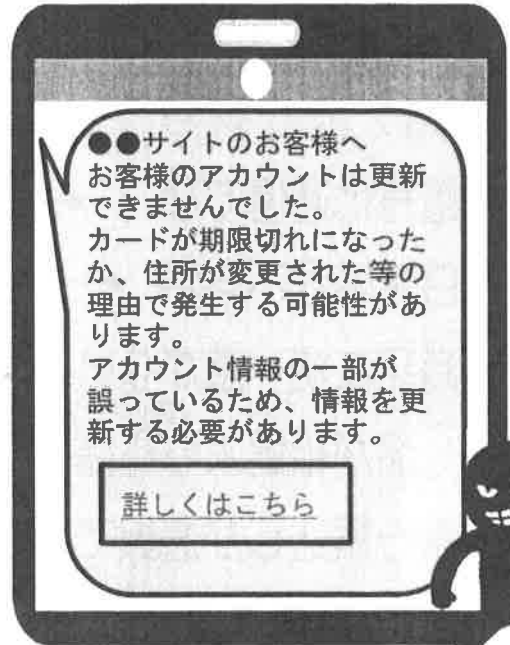 ●●サイトのお客様へ
お客様のアカウントは更新
できませんでした。
カードが期限切れになった
か、住所が変更された等の
理由で発生する可能性があ
ります。
アカウント情報の一部が
誤っているため、情報を更
新する必要があります。
詳しくはこちら